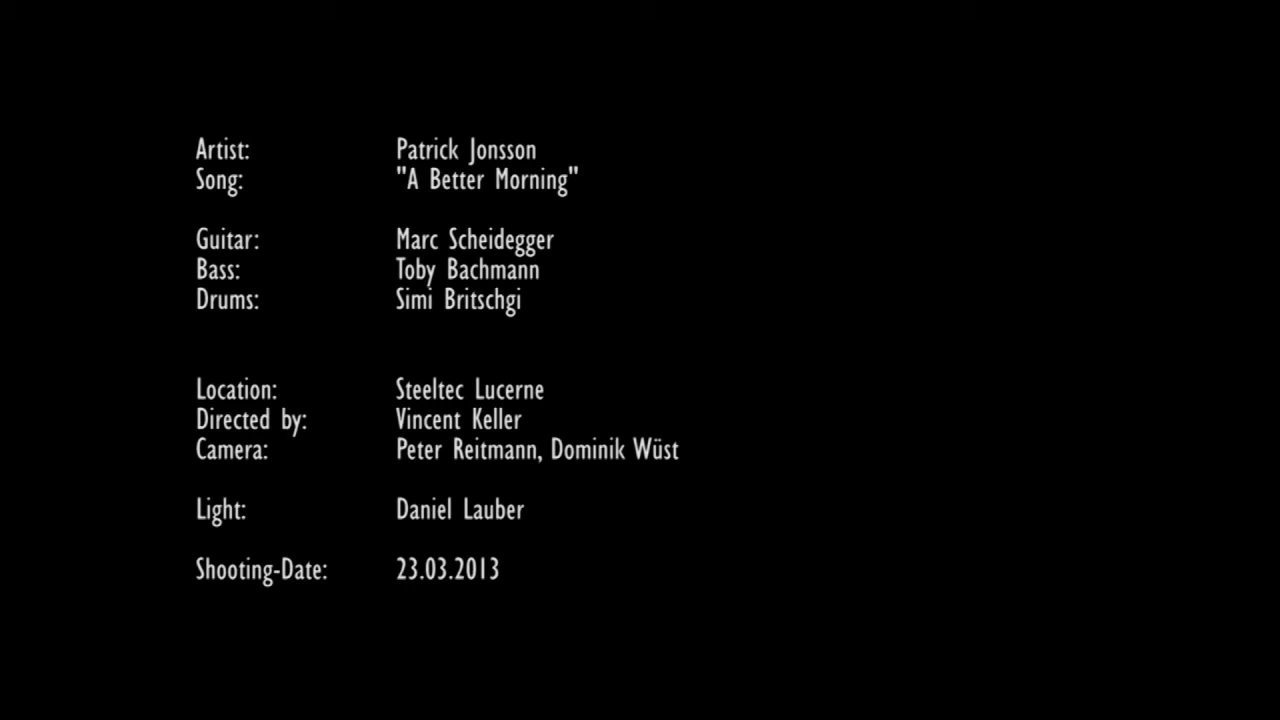 Artist: Patrick Jonsson
Song: "A Better Morning"
Guitar: Marc Scheidegger
Bass: Toby Bachmann
Drums: Simi Britschgi
Location: Steeltec Lucerne
Directed by: Vincent Keller
Camera: Peter Reitmann, Dominik Wüst
Light: Daniel Lauber
Shooting-Date: 23.03.2013